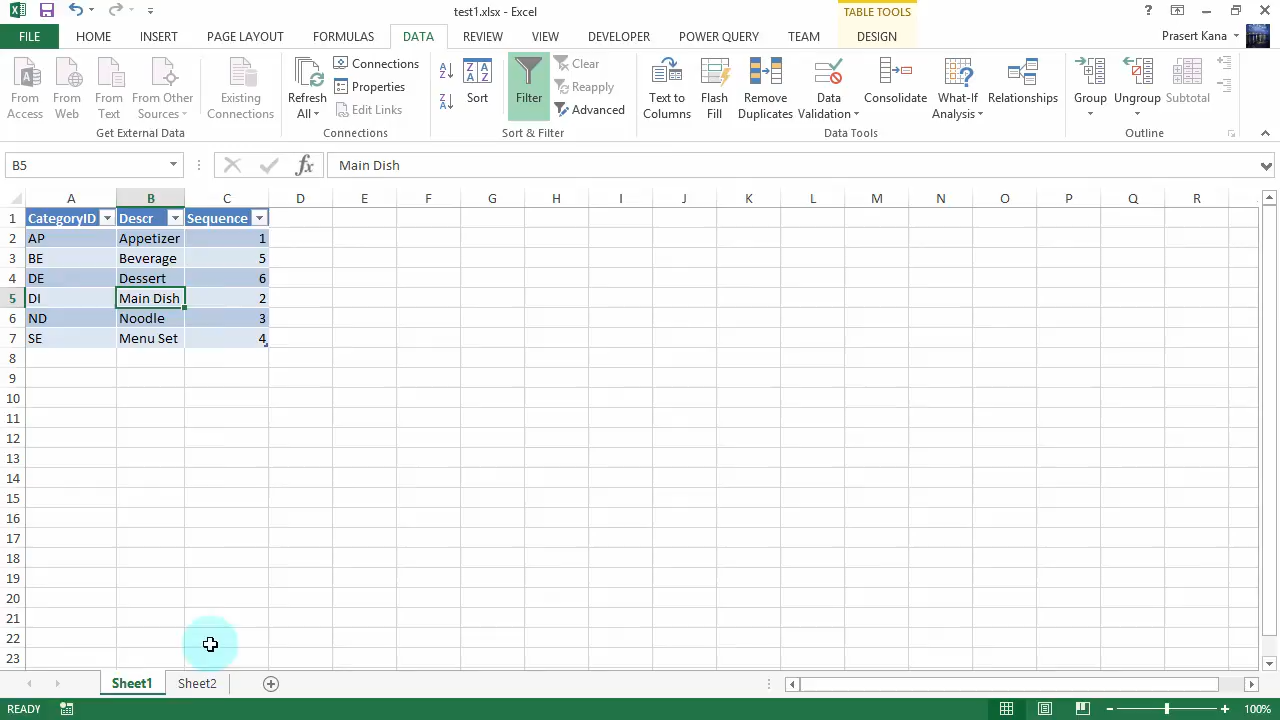 test1.xlsx - Excel
TABLE TOOLS
?
FILE HOME INSERT PAGE LAYOUT FORMULAS DATA REVIEW VIEW DEVELOPER POWER QUERY TEAM DESIGN Prasert Kana
From Access
From Web
From Text
From Other Sources
Existing Connections
Get External Data
Refresh All
Connections
Properties
Edit Links
Connections
Sort
Filter
Clear
Reapply
Advanced
Sort & Filter
Text to Columns
Flash Fill
Remove Duplicates
Data Validation
Consolidate
What-If Analysis
Relationships
Data Tools
Group
Ungroup
Subtotal
Outline
B5 fx Main Dish
A B C D E F G H I J K L M N O P Q R
1 CategoryID Descr Sequence
2 AP Appetizer 1
3 BE Beverage 5
4 DE Dessert 6
5 DI Main Dish 2
6 ND Noodle 3
7 SE Menu Set 4
8
9
10
11
12
13
14
15
16
17
18
19
20
21
22
23
Sheet1 Sheet2
READY 100%